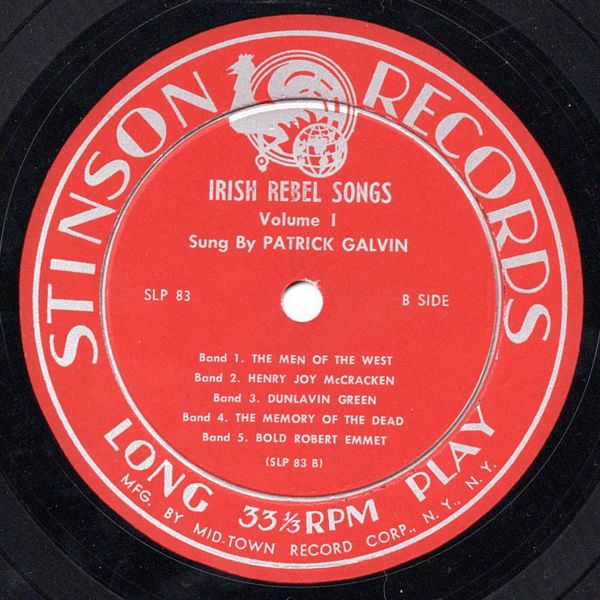 STINSON RECORDS
IRISH REBEL SONGS
Volume I
Sung By PATRICK GALVIN
SLP 83
B SIDE
Band 1. THE MEN OF THE WEST
Band 2. HENRY JOY McCRACKEN
Band 3. DUNLAVIN GREEN
Band 4. THE MEMORY OF THE DEAD
Band 5. BOLD ROBERT EMMET
(SLP 83 B)
LONG 33⅓ RPM PLAY
MFG. BY MID-TOWN RECORD CORP., N. Y., N. Y.